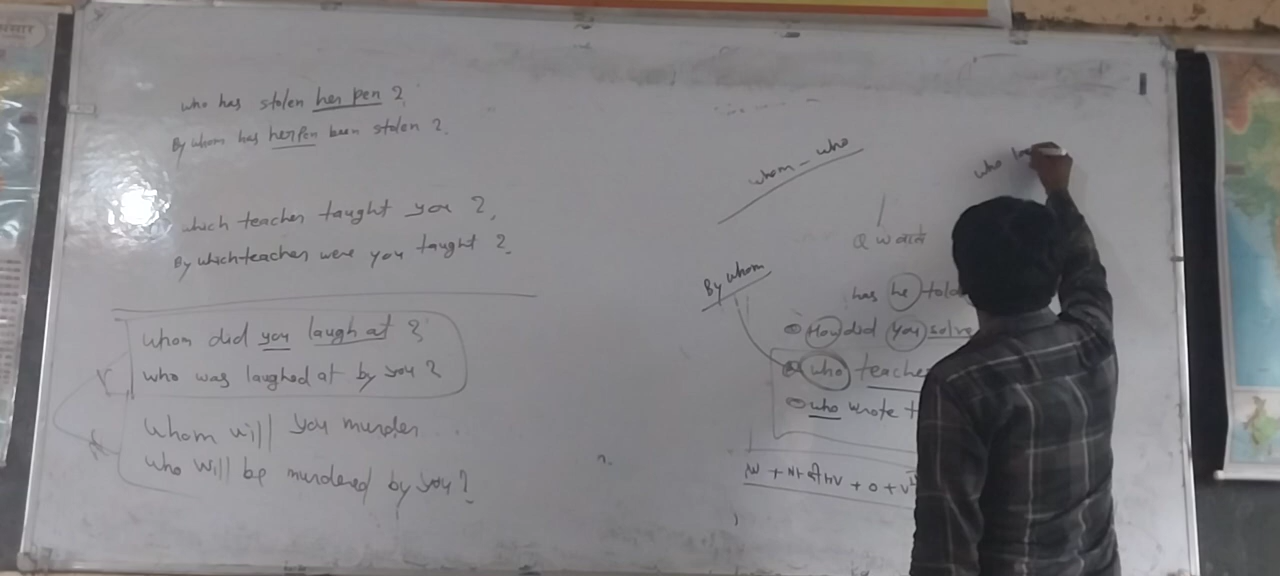 who has stolen her pen ?
By whom has her pen been stolen ?
which teacher taught you ?
By which teacher were you taught ?
whom did you laugh at ?
who was laughed at by you ?
whom will you murder
who will be murdered by you ?
whom - who
who
Q w वाले
By whom
has he told
How did you solve
who teache
who wrote